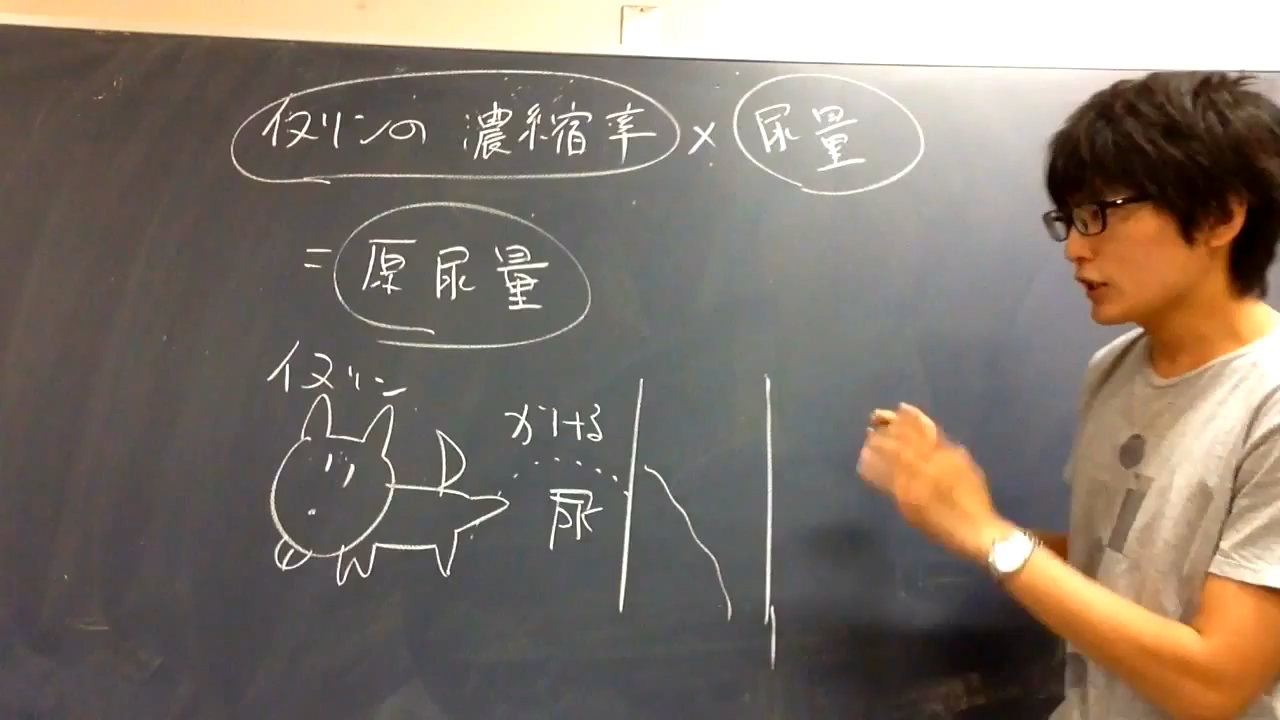 イヌリンの 濃縮率 × 尿量
= 原尿量
イヌリン
かける
尿